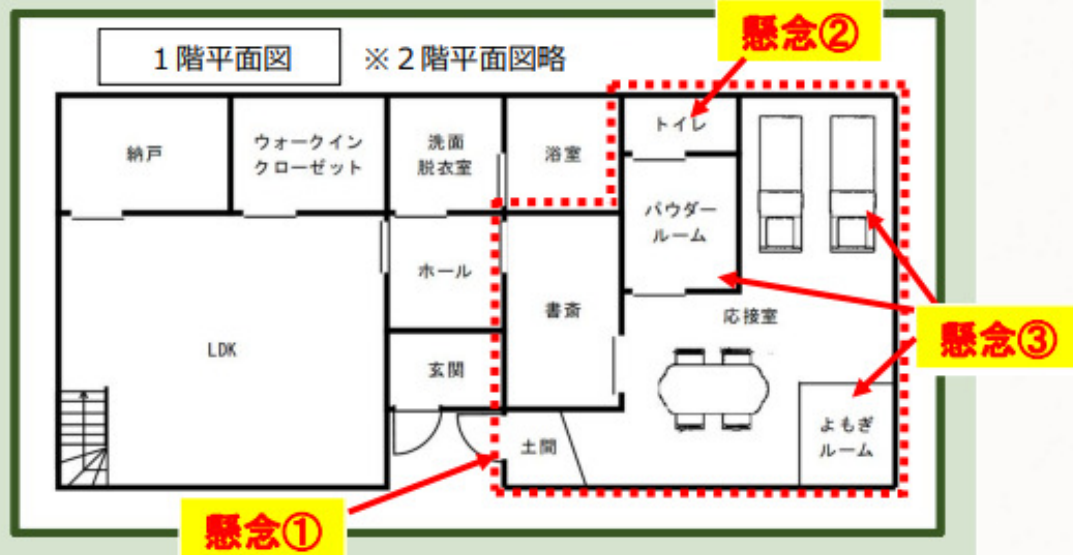 懸念②
1階平面図
※2階平面図略
納戸
ウォークイン
クローゼット
洗面
脱衣室
浴室
トイレ
パウダー
ルーム
ホール
書斎
応接室
LDK
玄関
懸念③
土間
よもぎ
ルーム
懸念①